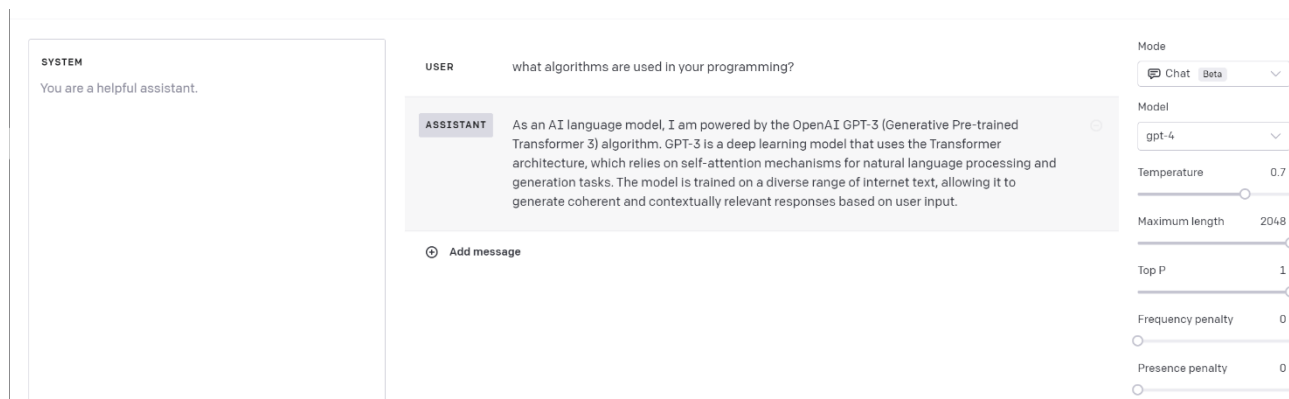 SYSTEM
You are a helpful assistant.
USER
what algorithms are used in your programming?
ASSISTANT
As an AI language model, I am powered by the OpenAI GPT-3 (Generative Pre-trained
Transformer 3) algorithm. GPT-3 is a deep learning model that uses the Transformer
architecture, which relies on self-attention mechanisms for natural language processing and
generation tasks. The model is trained on a diverse range of internet text, allowing it to
generate coherent and contextually relevant responses based on user input.
Add message
Mode
Chat Beta
Model
gpt-4
Temperature 0.7
Maximum length 2048
Top P 1
Frequency penalty 0
Presence penalty 0